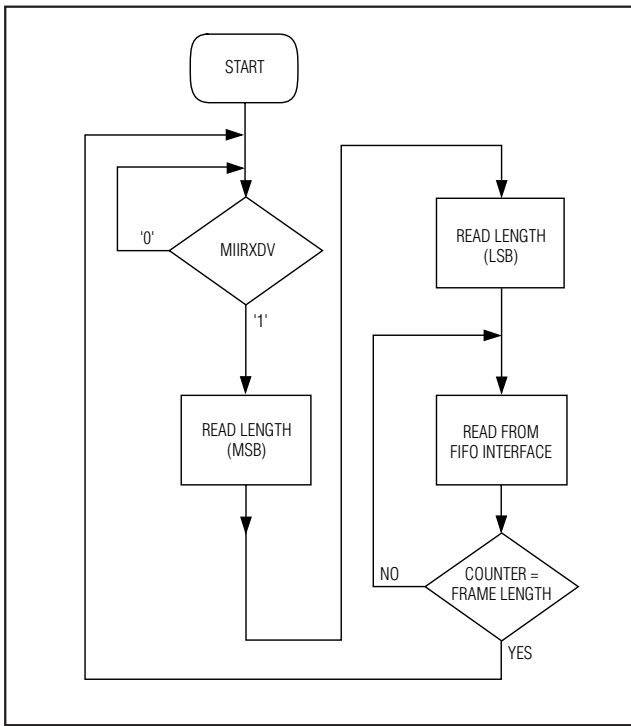 START
'0'
MIIRXDV
'1'
READ LENGTH
(MSB)
READ LENGTH
(LSB)
READ FROM
FIFO INTERFACE
NO
COUNTER =
FRAME LENGTH
YES